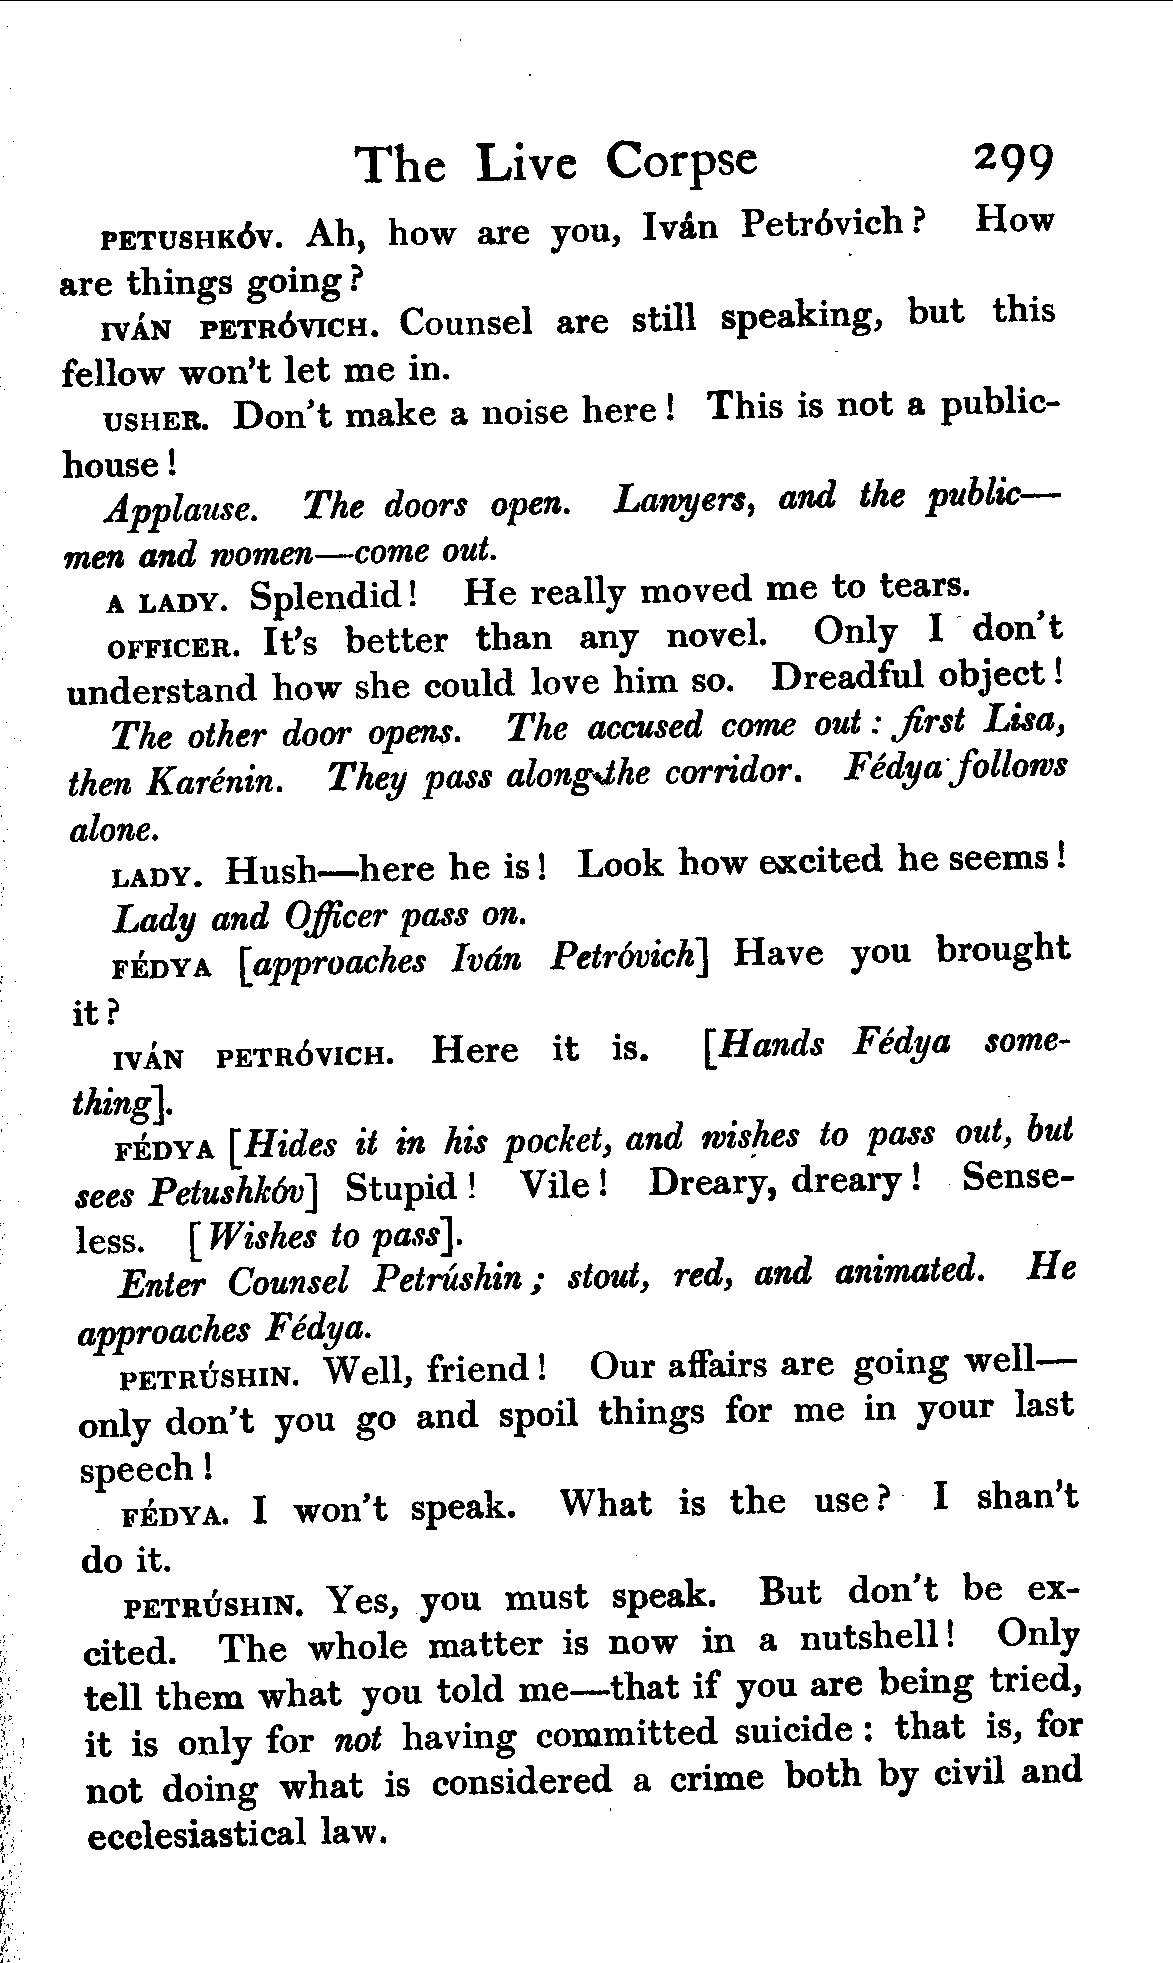 The Live Corpse 299
PETUSHKÓV. Ah, how are you, Iván Petróvich? How
are things going?
IVÁN PETRÓVICH. Counsel are still speaking, but this
fellow won't let me in.
USHER. Don't make a noise here! This is not a public-
house!
Applause. The doors open. Lawyers, and the public—
men and women—come out.
A LADY. Splendid! He really moved me to tears.
OFFICER. It's better than any novel. Only I don't
understand how she could love him so. Dreadful object!
The other door opens. The accused come out: first Lisa,
then Karénin. They pass along the corridor. Fédya follows
alone.
LADY. Hush—here he is! Look how excited he seems!
Lady and Officer pass on.
FÉDYA [approaches Iván Petróvich] Have you brought
it?
IVÁN PETRÓVICH. Here it is. [Hands Fédya some-
thing].
FÉDYA [Hides it in his pocket, and wishes to pass out, but
sees Petushkóv] Stupid! Vile! Dreary, dreary! Sense-
less. [Wishes to pass].
Enter Counsel Petrúshin; stout, red, and animated. He
approaches Fédya.
PETRÚSHIN. Well, friend! Our affairs are going well—
only don't you go and spoil things for me in your last
speech!
FÉDYA. I won't speak. What is the use? I shan't
do it.
PETRÚSHIN. Yes, you must speak. But don't be ex-
cited. The whole matter is now in a nutshell! Only
tell them what you told me—that if you are being tried,
it is only for not having committed suicide: that is, for
not doing what is considered a crime both by civil and
ecclesiastical law.